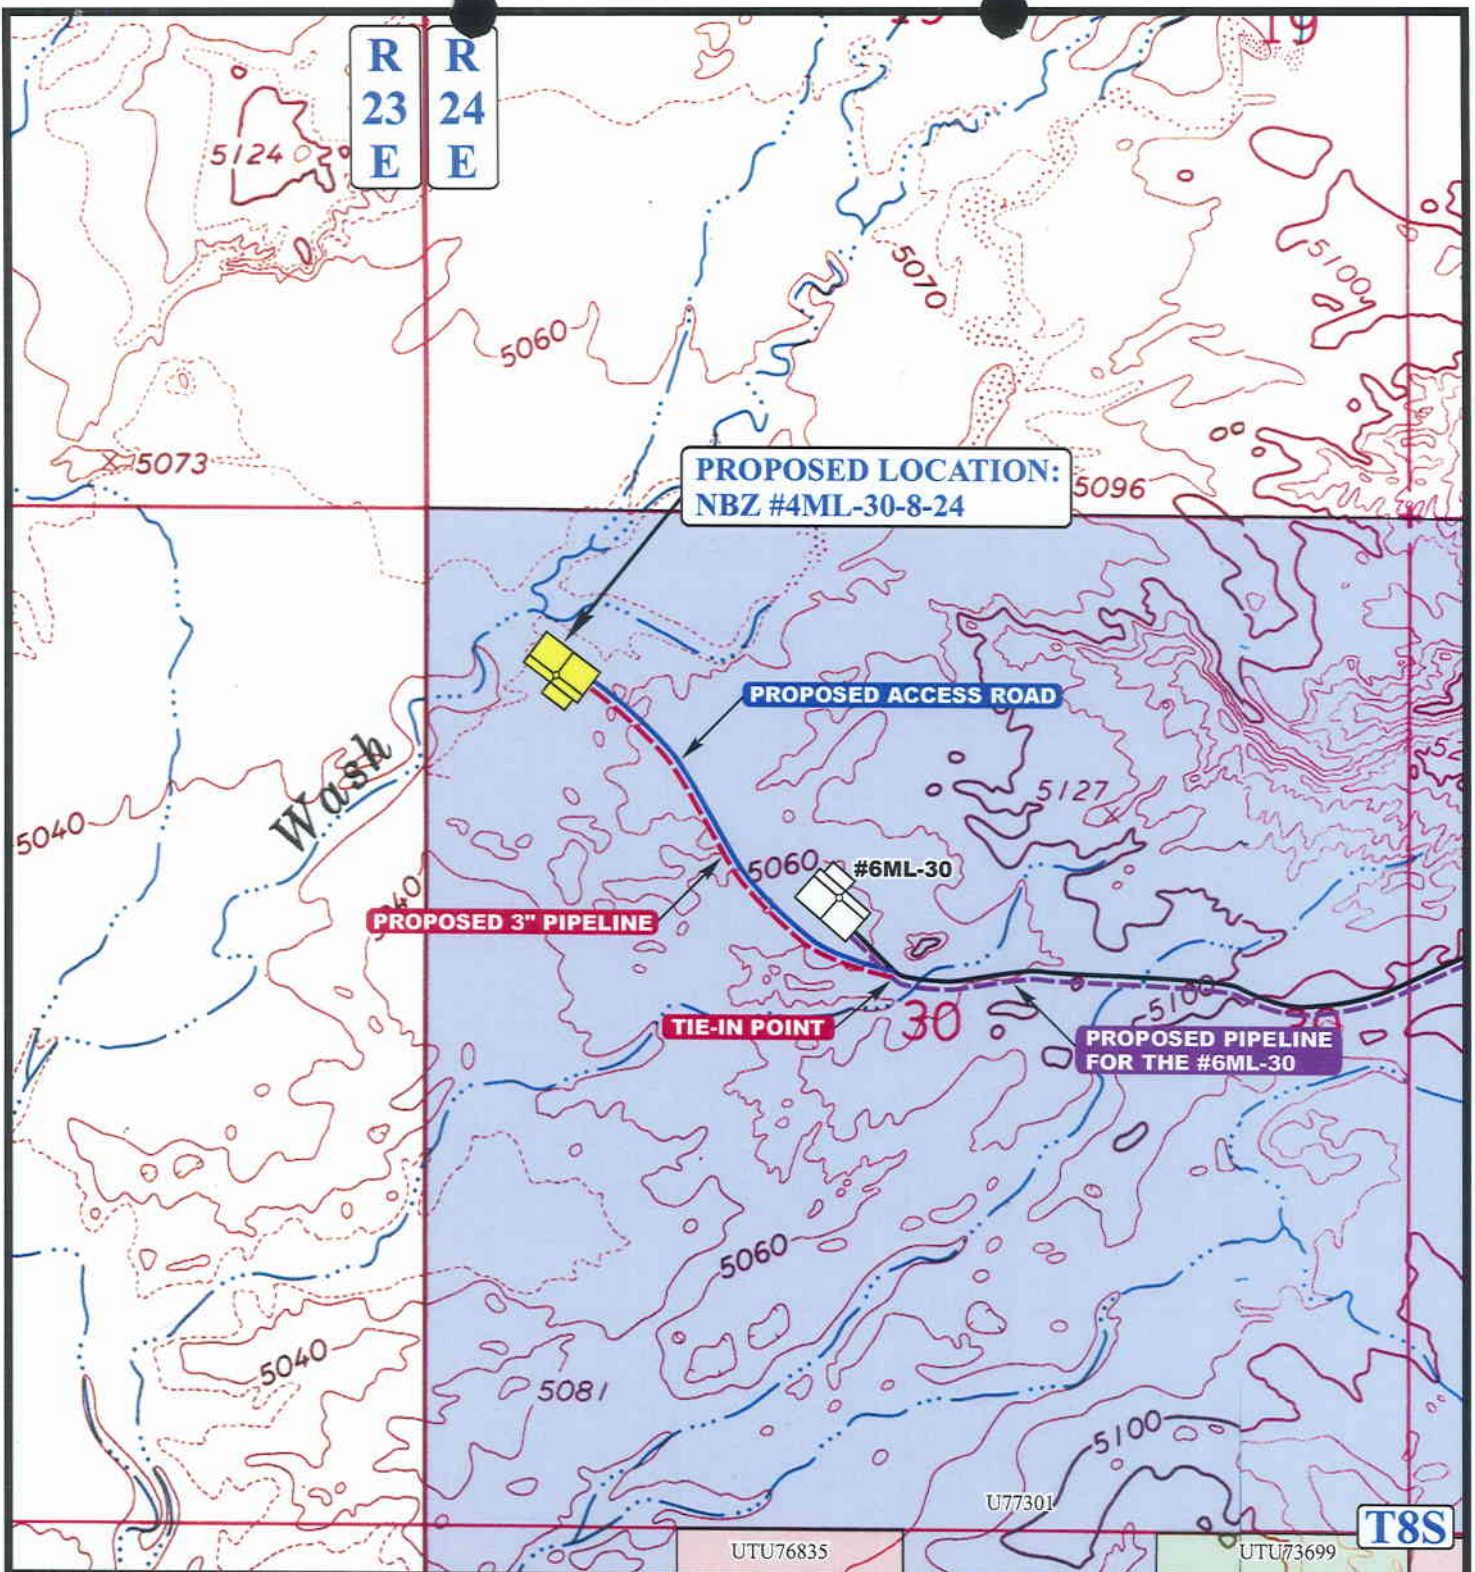 19
R
23
E
R
24
E
5124
5070
5100
5060
5073
PROPOSED LOCATION:
NBZ #4ML-30-8-24
5096
PROPOSED ACCESS ROAD
Wash
5127
5040
5060
#6ML-30
PROPOSED 3" PIPELINE
30
TIE-IN POINT
5100
PROPOSED PIPELINE
FOR THE #6ML-30
5060
5040
5081
5100
U77301
T8S
UTU76835
UTU73699